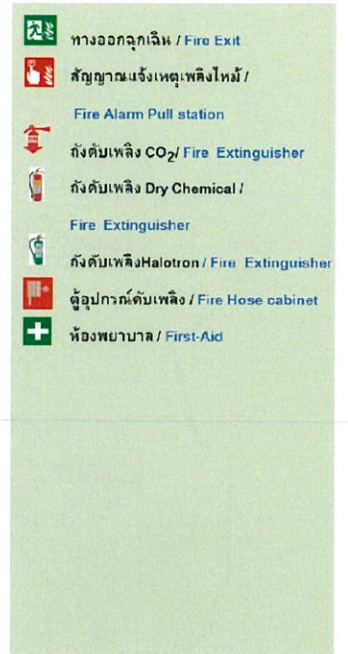 ทางออกฉุกเฉิน / Fire Exit
สัญญาณแจ้งเหตุเพลิงไหม้ /
Fire Alarm Pull station
ถังดับเพลิง CO₂/ Fire Extinguisher
ถังดับเพลิง Dry Chemical /
Fire Extinguisher
ถังดับเพลิงHalotron / Fire Extinguisher
ตู้อุปกรณ์ดับเพลิง / Fire Hose cabinet
ห้องพยาบาล / First-Aid